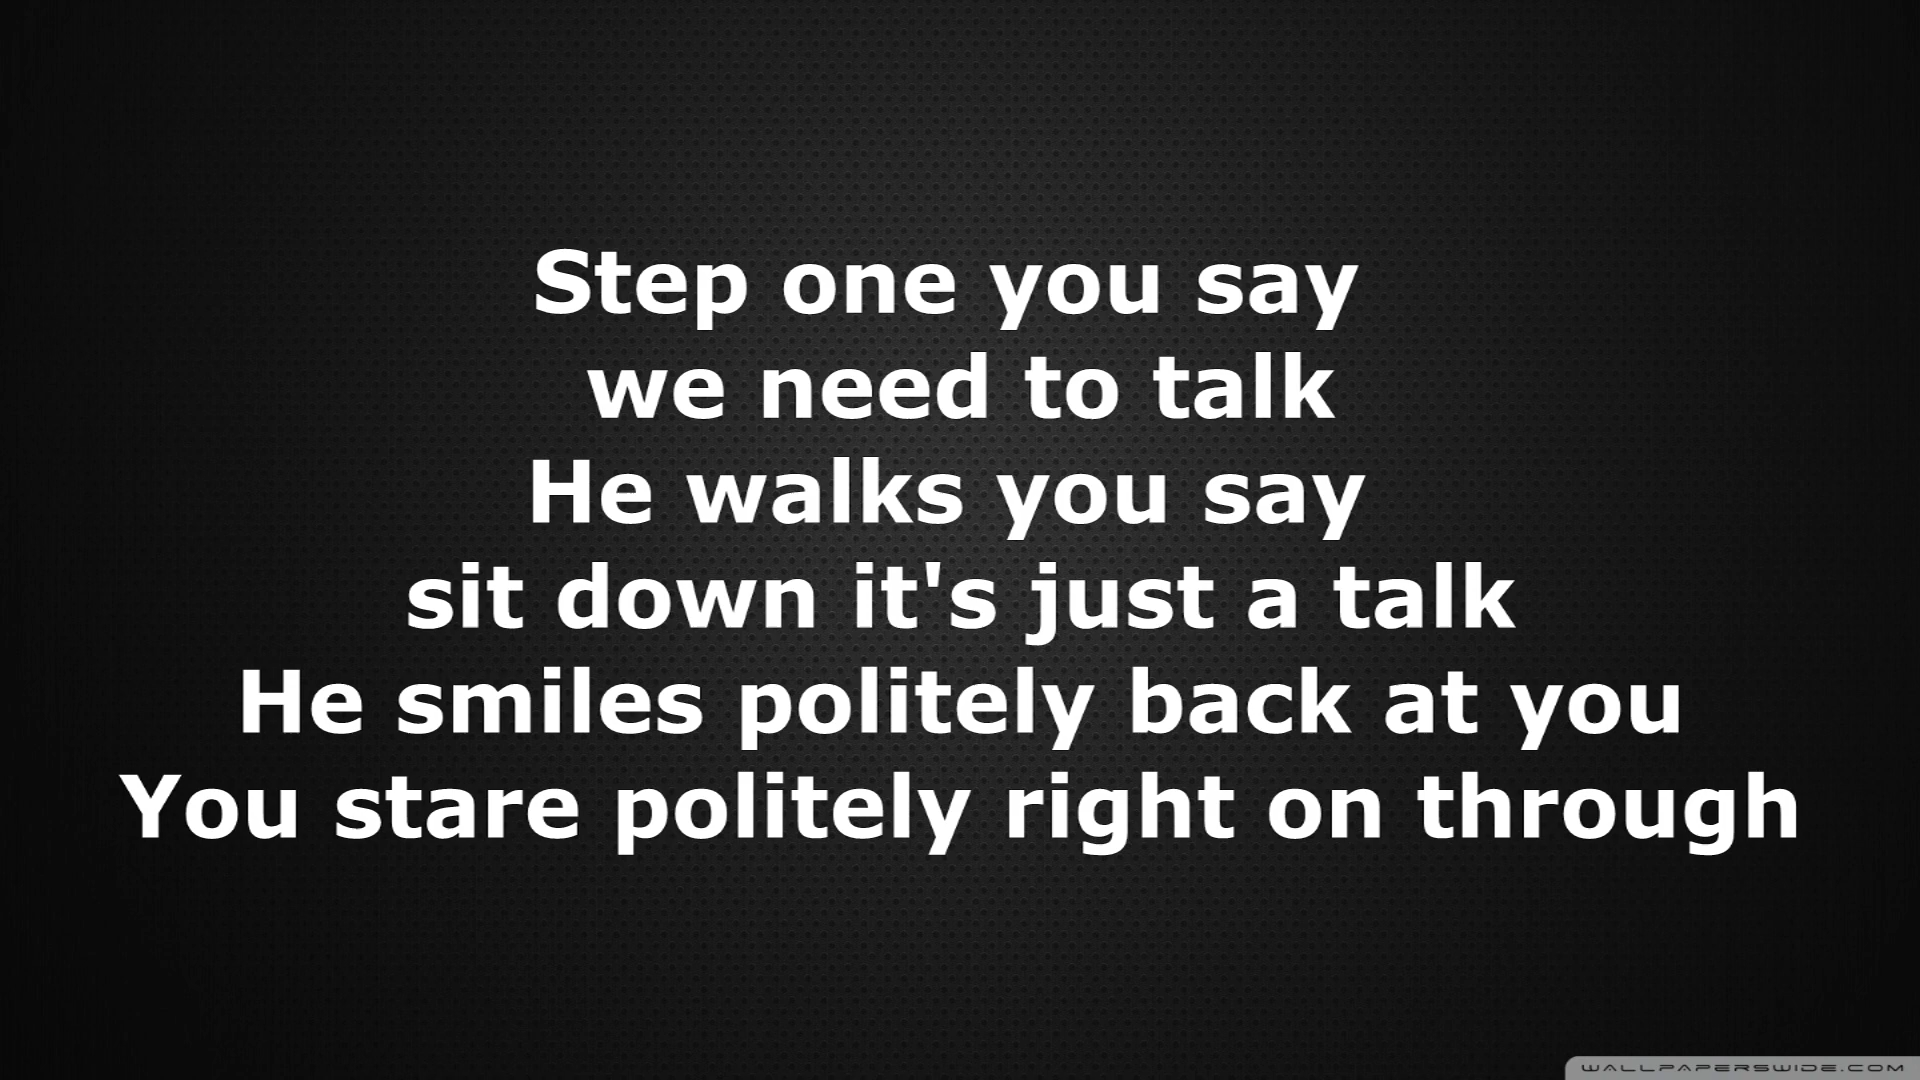 Step one you say
we need to talk
He walks you say
sit down it's just a talk
He smiles politely back at you
You stare politely right on through
WALLPAPERSWIDE.COM